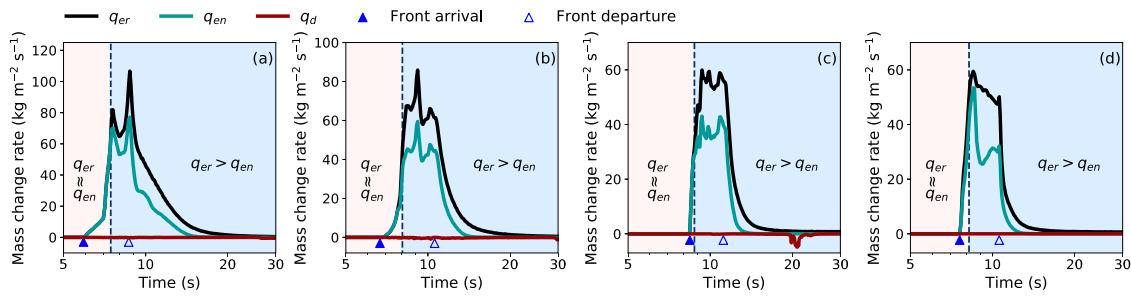 q_er q_en q_d Front arrival Front departure
(a)
Mass change rate (kg m⁻² s⁻¹)
120
100
80
60
40
20
0
q_er ≈ q_en
q_er > q_en
5 10 20 30
Time (s)
(b)
Mass change rate (kg m⁻² s⁻¹)
100
80
60
40
20
0
q_er ≈ q_en
q_er > q_en
5 10 20 30
Time (s)
(c)
Mass change rate (kg m⁻² s⁻¹)
60
40
20
0
q_er ≈ q_en
q_er > q_en
5 10 20 30
Time (s)
(d)
Mass change rate (kg m⁻² s⁻¹)
60
40
20
0
q_er ≈ q_en
q_er > q_en
5 10 20 30
Time (s)